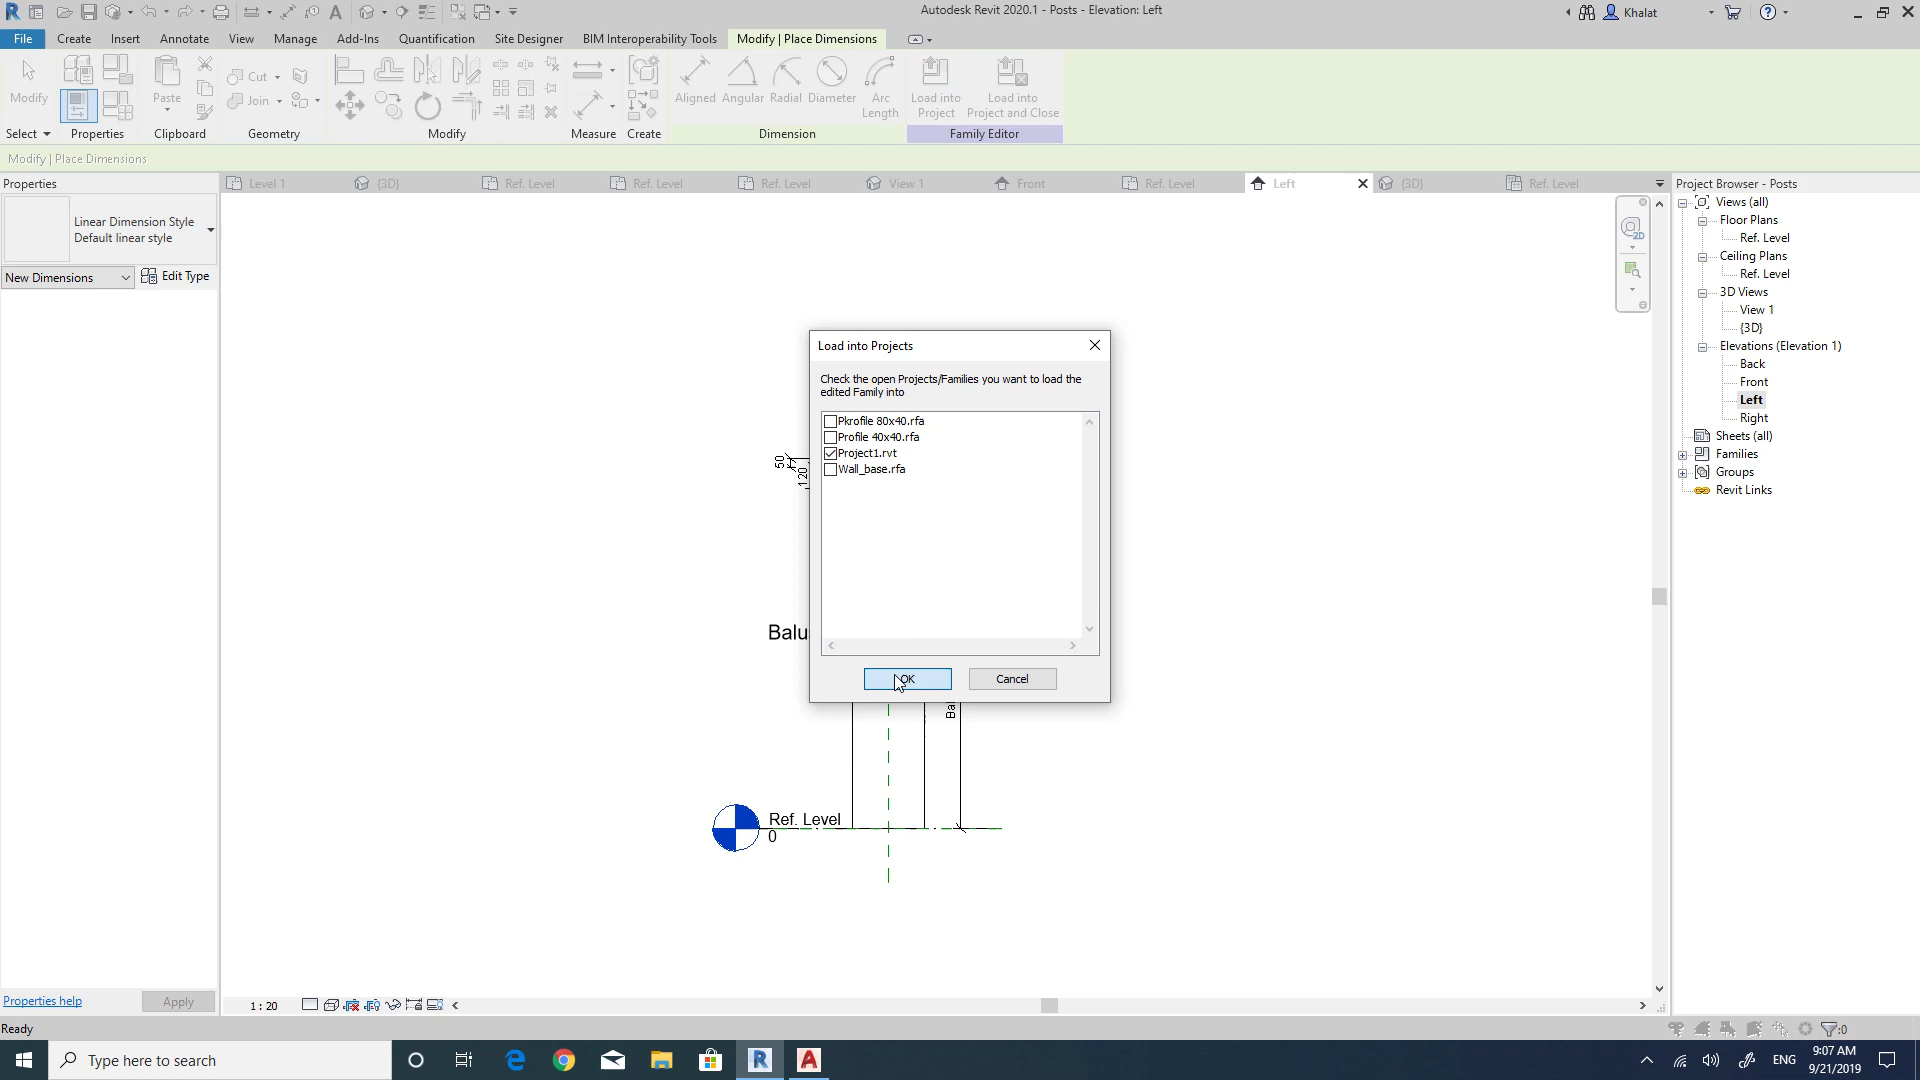 Autodesk Revit 2020.1 - Posts - Elevation: Left
Khalat
File Create Insert Annotate View Manage Add-Ins Quantification Site Designer BIM Interoperability Tools Modify | Place Dimensions
Modify
Paste
Cut
Join
Aligned Angular Radial Diameter Arc Length
Load into Project
Load into Project and Close
Select Properties Clipboard Geometry Modify Measure Create Dimension Family Editor
Modify | Place Dimensions
Properties
Level 1 {3D} Ref. Level Ref. Level Ref. Level View 1 Front Ref. Level Left {3D} Ref. Level
Project Browser - Posts
Linear Dimension Style
Default linear style
New Dimensions
Edit Type
2D
Views (all)
Floor Plans
Ref. Level
Ceiling Plans
Ref. Level
3D Views
View 1
{3D}
Elevations (Elevation 1)
Back
Front
Left
Right
Sheets (all)
Families
Groups
Revit Links
Load into Projects
Check the open Projects/Families you want to load the
edited Family into
Pkrofile 80x40.rfa
Profile 40x40.rfa
Project1.rvt
Wall_base.rfa
OK
Cancel
50
120
Balu
Bal
Ref. Level
0
Properties help
Apply
1 : 20
Ready
:0
Type here to search
ENG
9:07 AM
9/21/2019